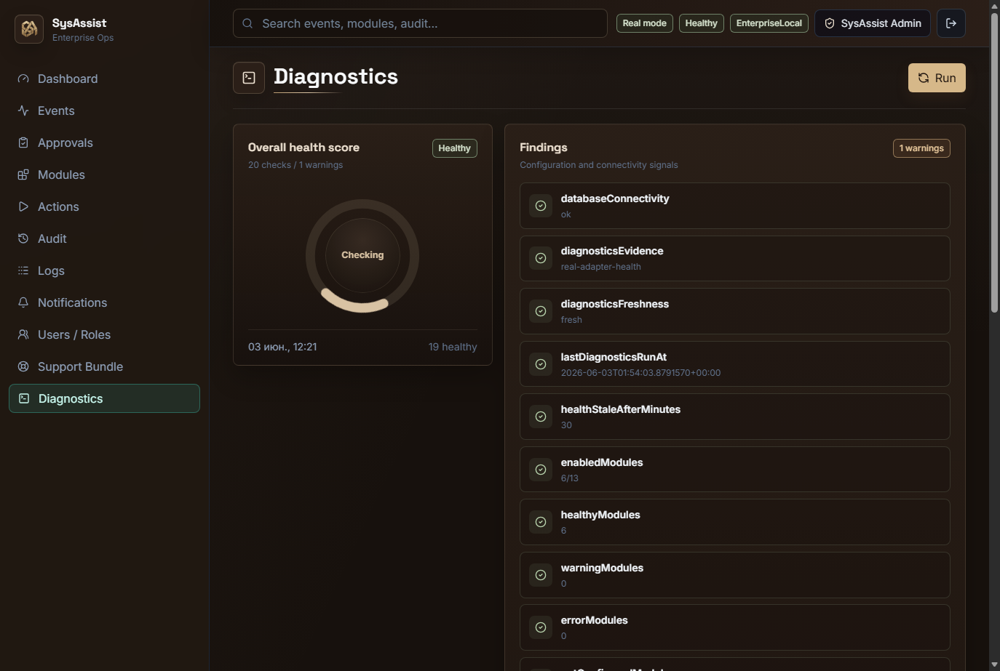 SysAssist
Enterprise Ops
Dashboard
Events
Approvals
Modules
Actions
Audit
Logs
Notifications
Users / Roles
Support Bundle
Diagnostics
Search events, modules, audit...
Real mode
Healthy
EnterpriseLocal
SysAssist Admin
Diagnostics
Run
Overall health score
Healthy
20 checks / 1 warnings
Checking
03 июн., 12:21
19 healthy
Findings
1 warnings
Configuration and connectivity signals
databaseConnectivity
ok
diagnosticsEvidence
real-adapter-health
diagnosticsFreshness
fresh
lastDiagnosticsRunAt
2026-06-03T01:54:03.8791570+00:00
healthStaleAfterMinutes
30
enabledModules
6/13
healthyModules
6
warningModules
0
errorModules
0